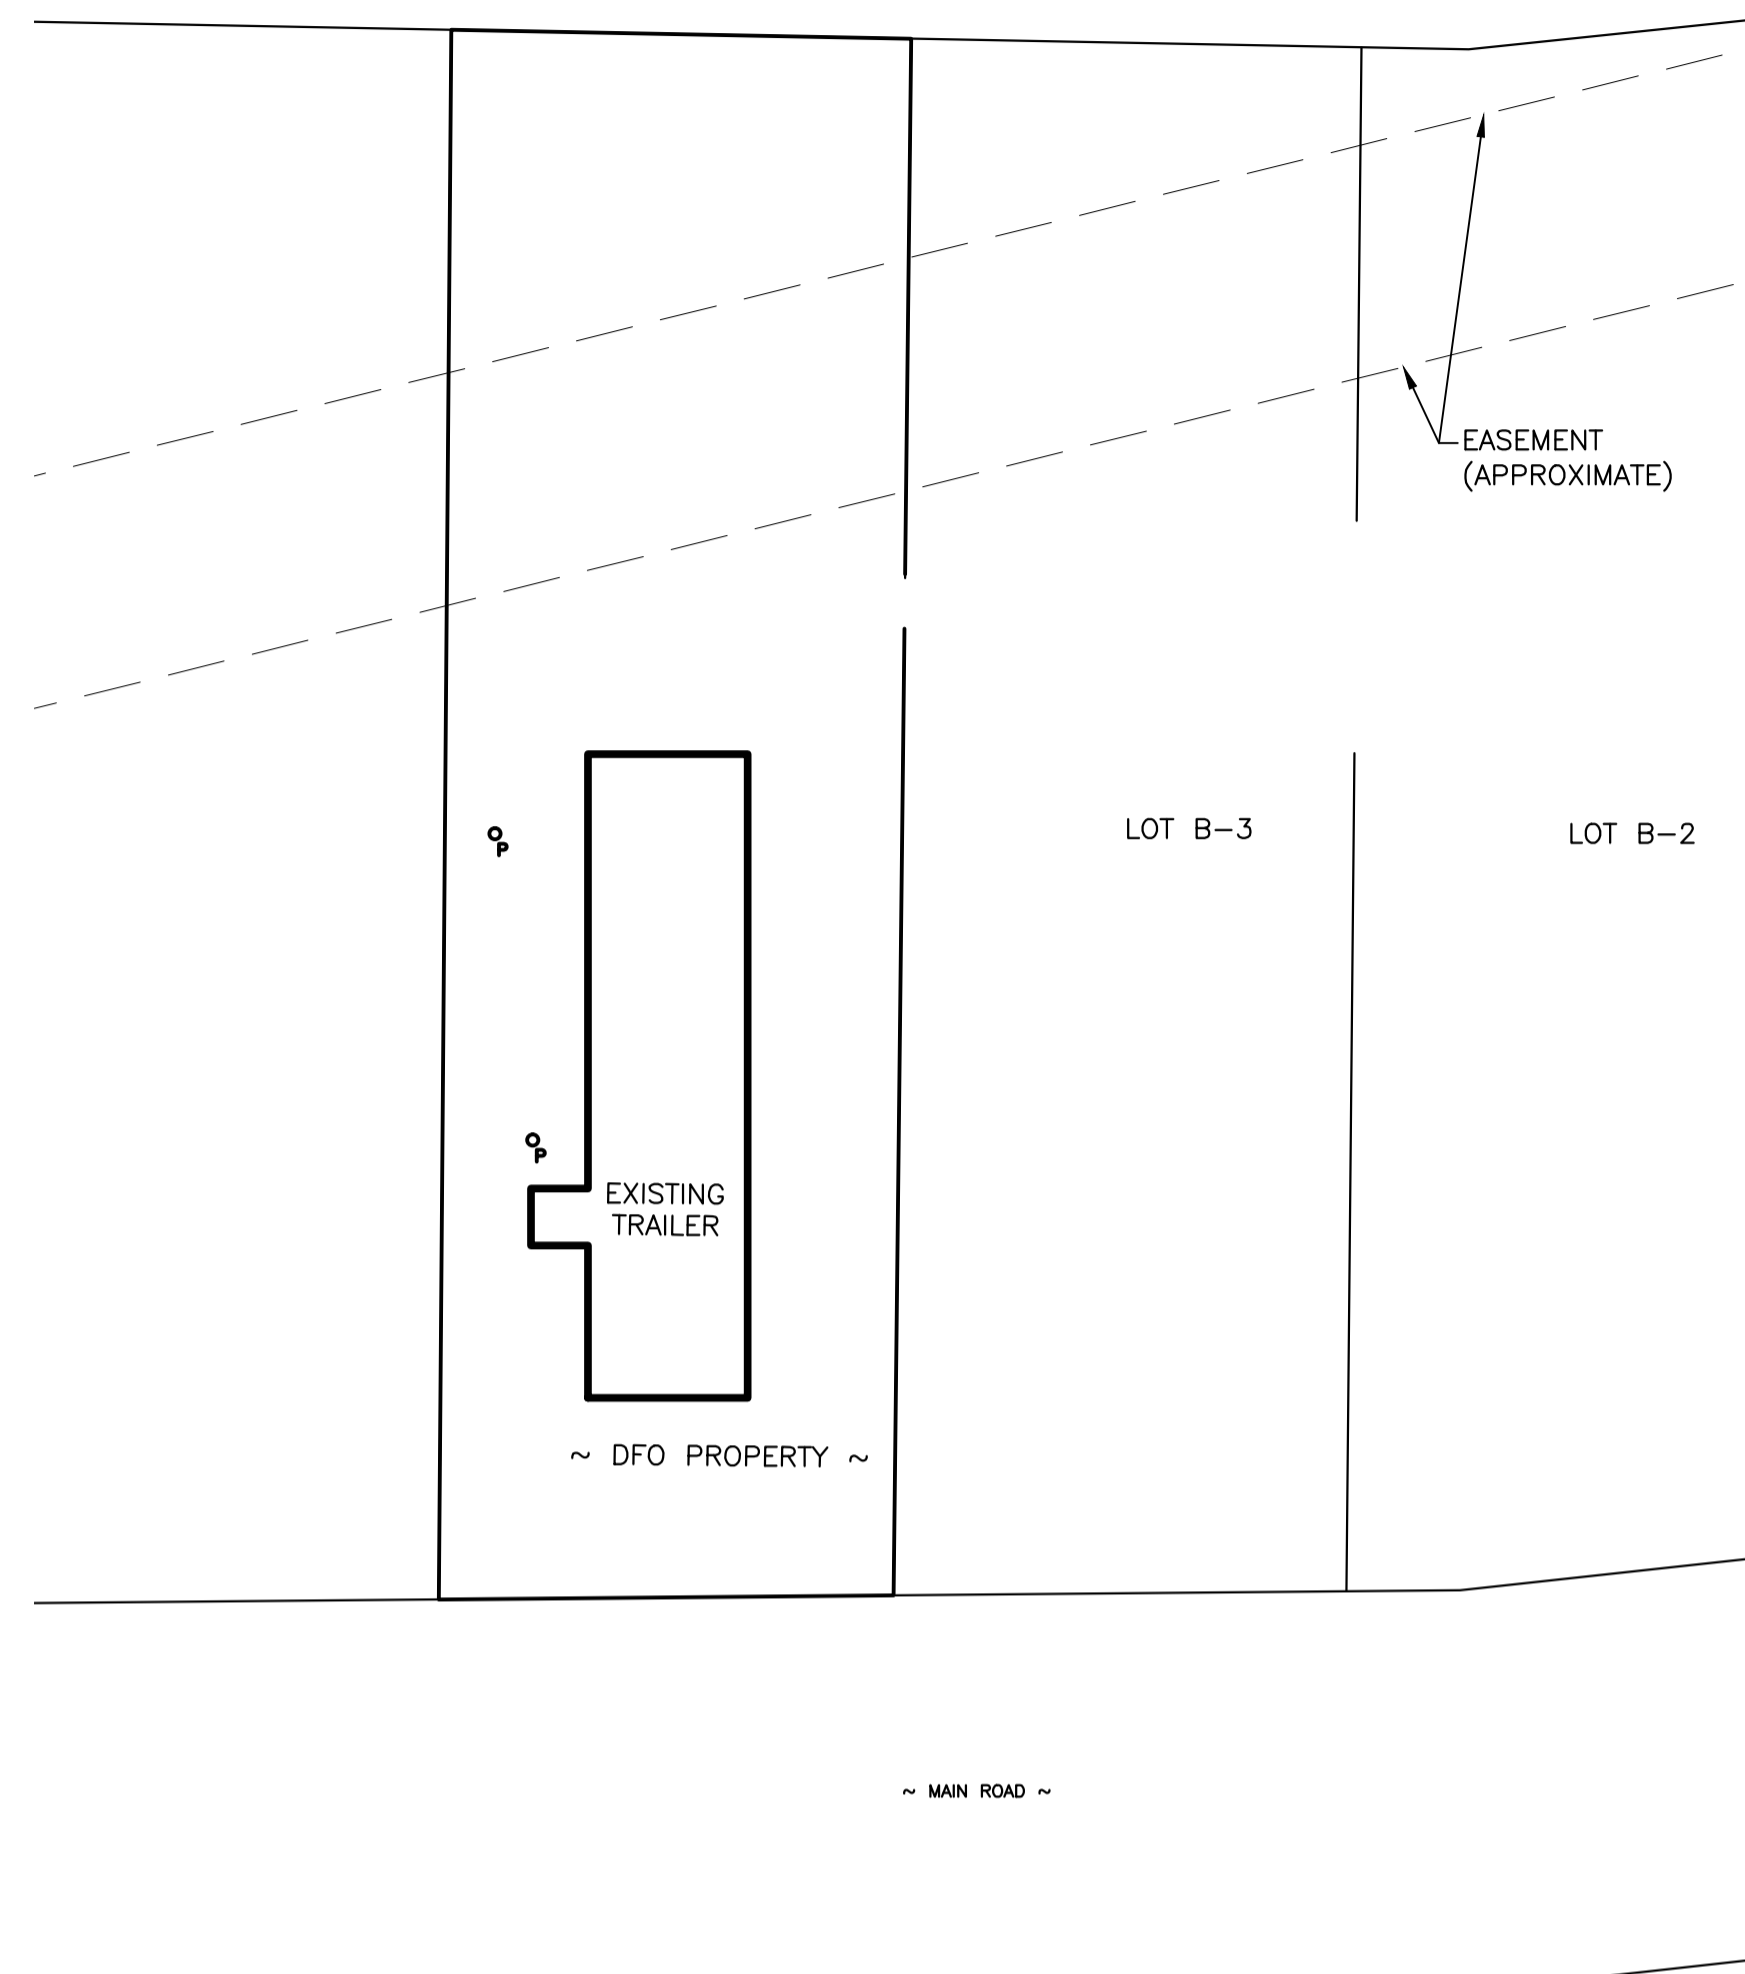 EASEMENT
(APPROXIMATE)
LOT B-3
LOT B-2
P
P
EXISTING
TRAILER
~ DFO PROPERTY ~
~ MAIN ROAD ~